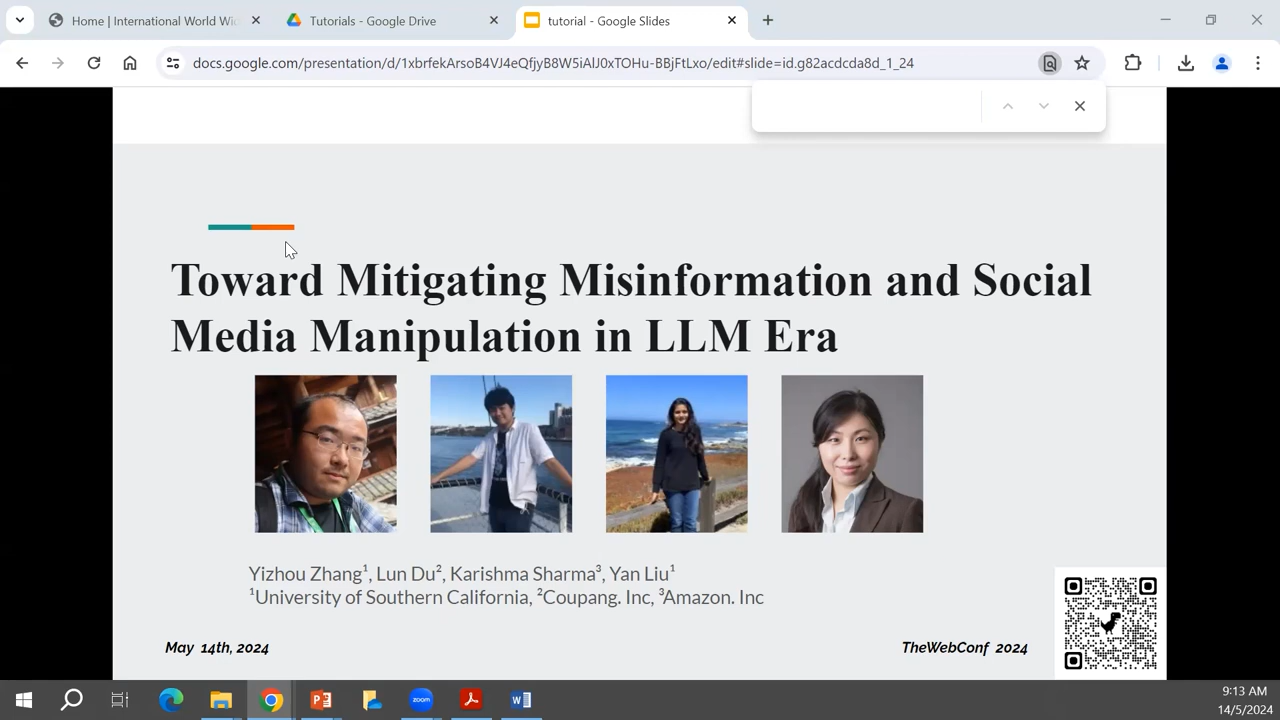 Home | International World Wid
Tutorials - Google Drive
tutorial - Google Slides
docs.google.com/presentation/d/1xbrfekArsoB4VJ4eQfjyB8W5iAlJ0xTOHu-BBjFtLxo/edit#slide=id.g82acdcda8d_1_24
Toward Mitigating Misinformation and Social
Media Manipulation in LLM Era
Yizhou Zhang¹, Lun Du², Karishma Sharma³, Yan Liu¹
¹University of Southern California, ²Coupang. Inc, ³Amazon. Inc
May 14th, 2024
TheWebConf 2024
zoom
9:13 AM
14/5/2024